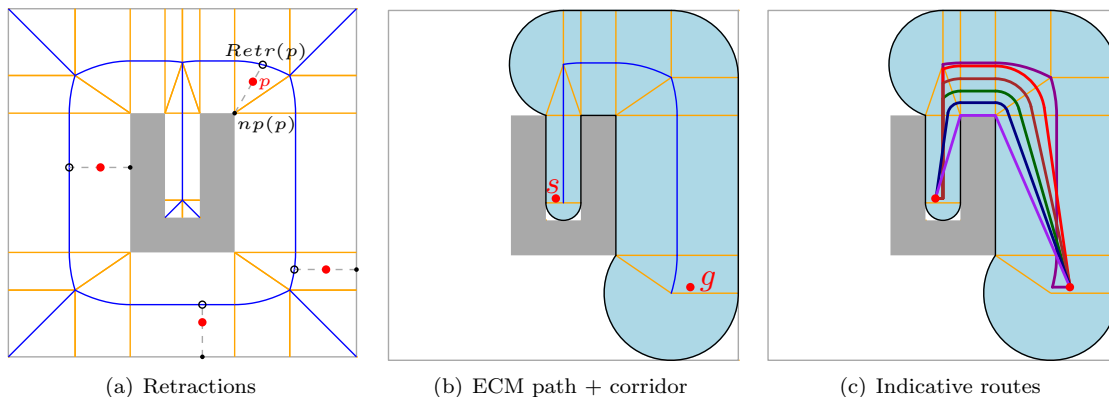 Retr(p)
p
np(p)
s
g
(a) Retractions
(b) ECM path + corridor
(c) Indicative routes